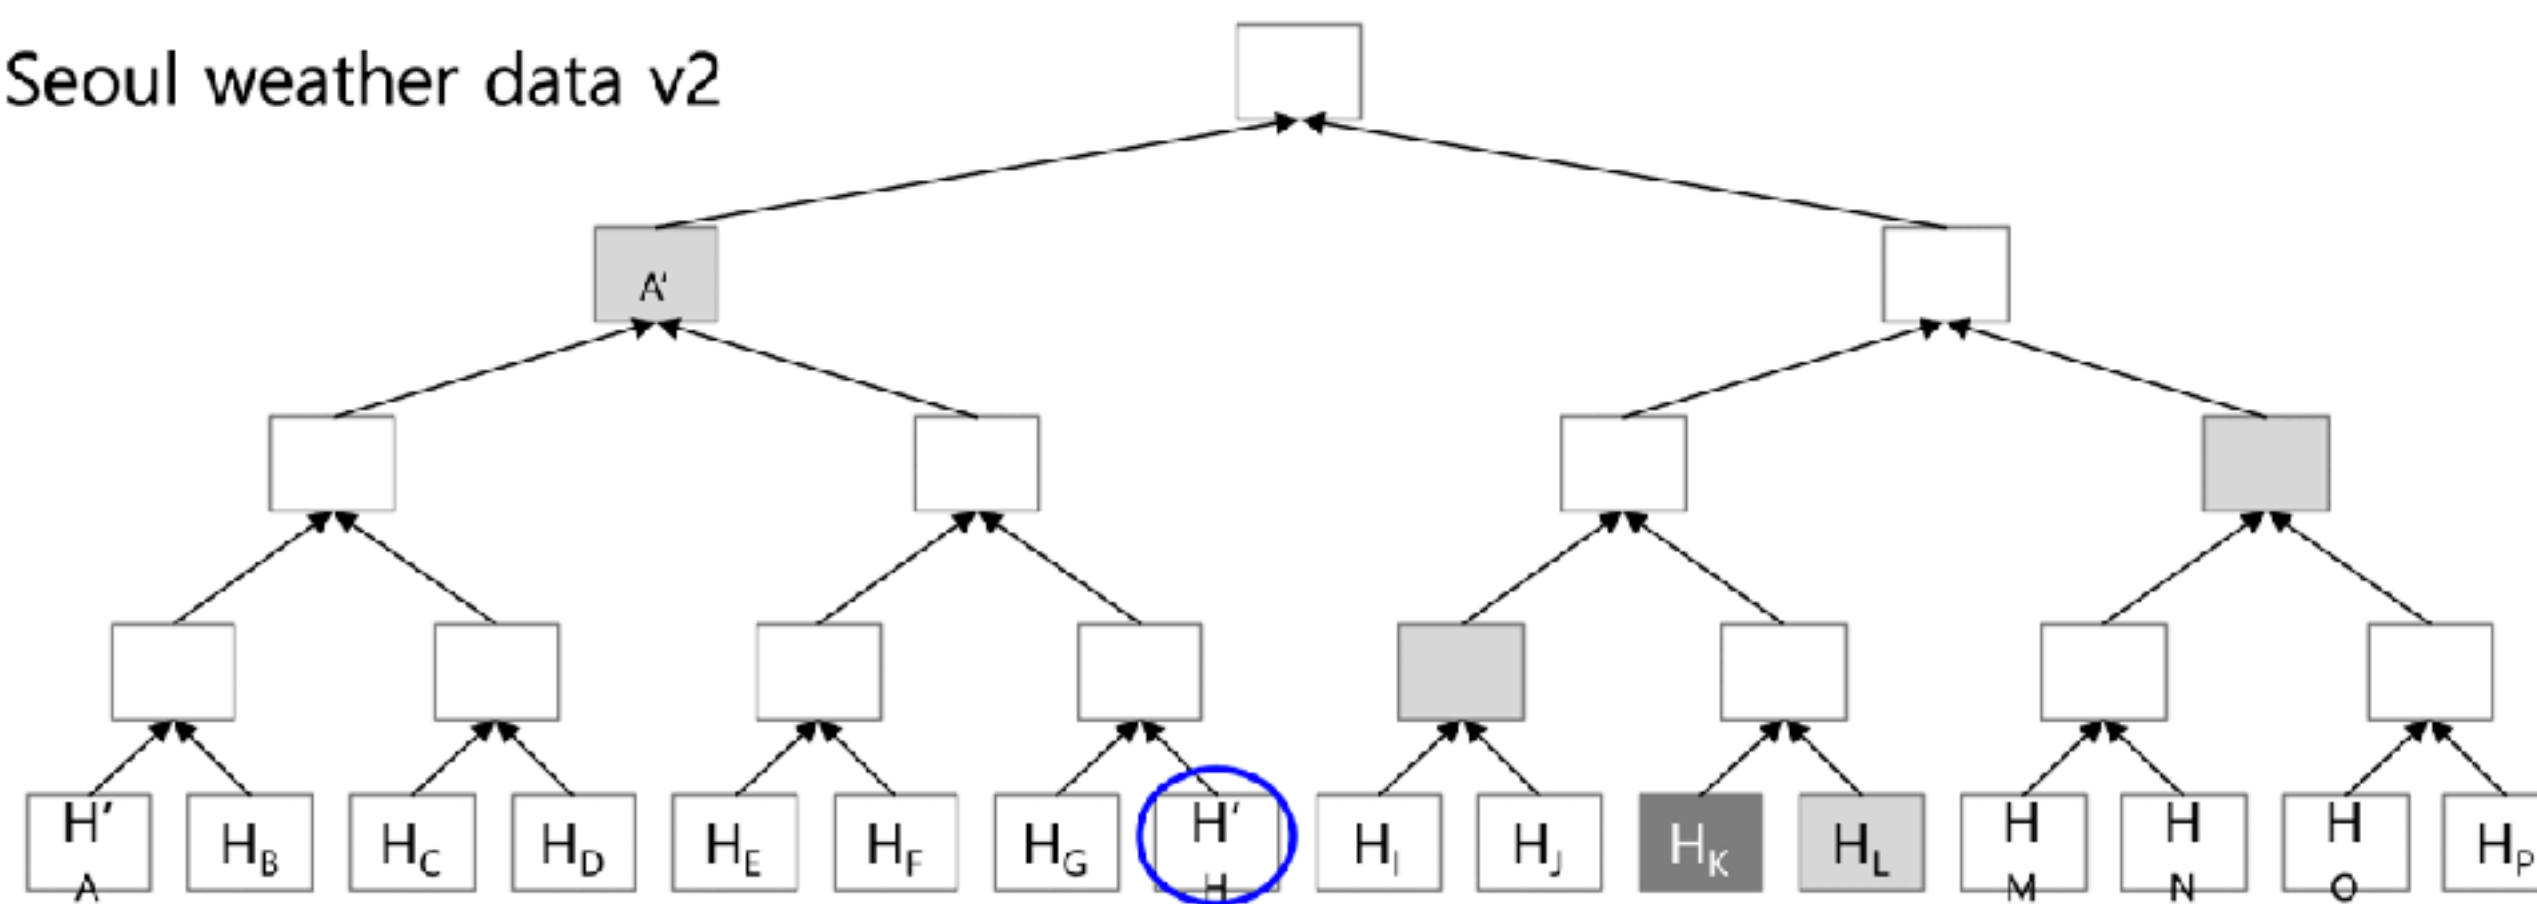 Seoul weather data v2
A'
H'A
HB
HC
HD
HE
HF
HG
H'H
HI
HJ
HK
HL
HM
HN
HO
HP